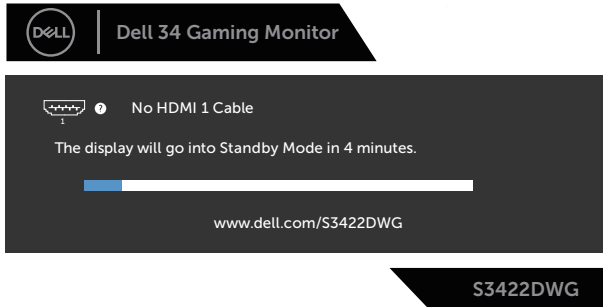 DELL
Dell 34 Gaming Monitor
? No HDMI 1 Cable
1
The display will go into Standby Mode in 4 minutes.
www.dell.com/S3422DWG
S3422DWG